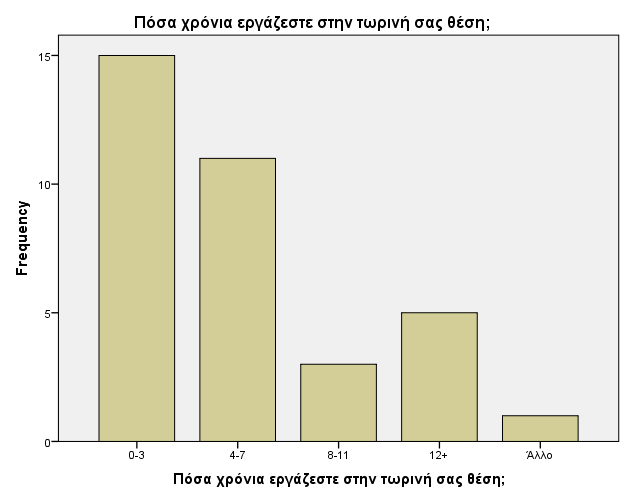 Πόσα χρόνια εργάζεστε στην τωρινή σας θέση;
15
10
5
0
Frequency
0-3
4-7
8-11
12+
Άλλο
Πόσα χρόνια εργάζεστε στην τωρινή σας θέση;